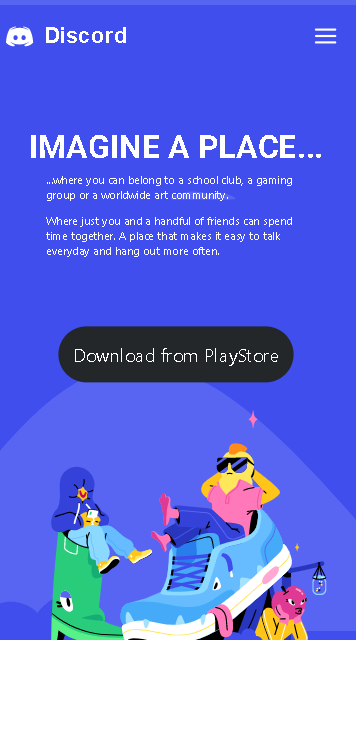 Discord
IMAGINE A PLACE...
...where you can belong to a school club, a gaming
group or a worldwide art community.
Where just you and a handful of friends can spend
time together. A place that makes it easy to talk
everyday and hang out more often.
Download from PlayStore